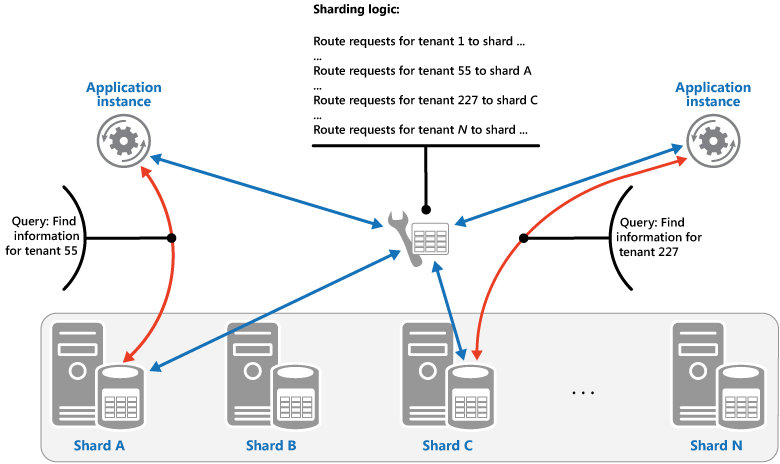 Sharding logic:
Route requests for tenant 1 to shard ...
...
Route requests for tenant 55 to shard A
...
Route requests for tenant 227 to shard C
...
Route requests for tenant N to shard ...
Application
instance
Application
instance
Query: Find
information
for tenant 55
Query: Find
information for
tenant 227
...
Shard A
Shard B
Shard C
Shard N